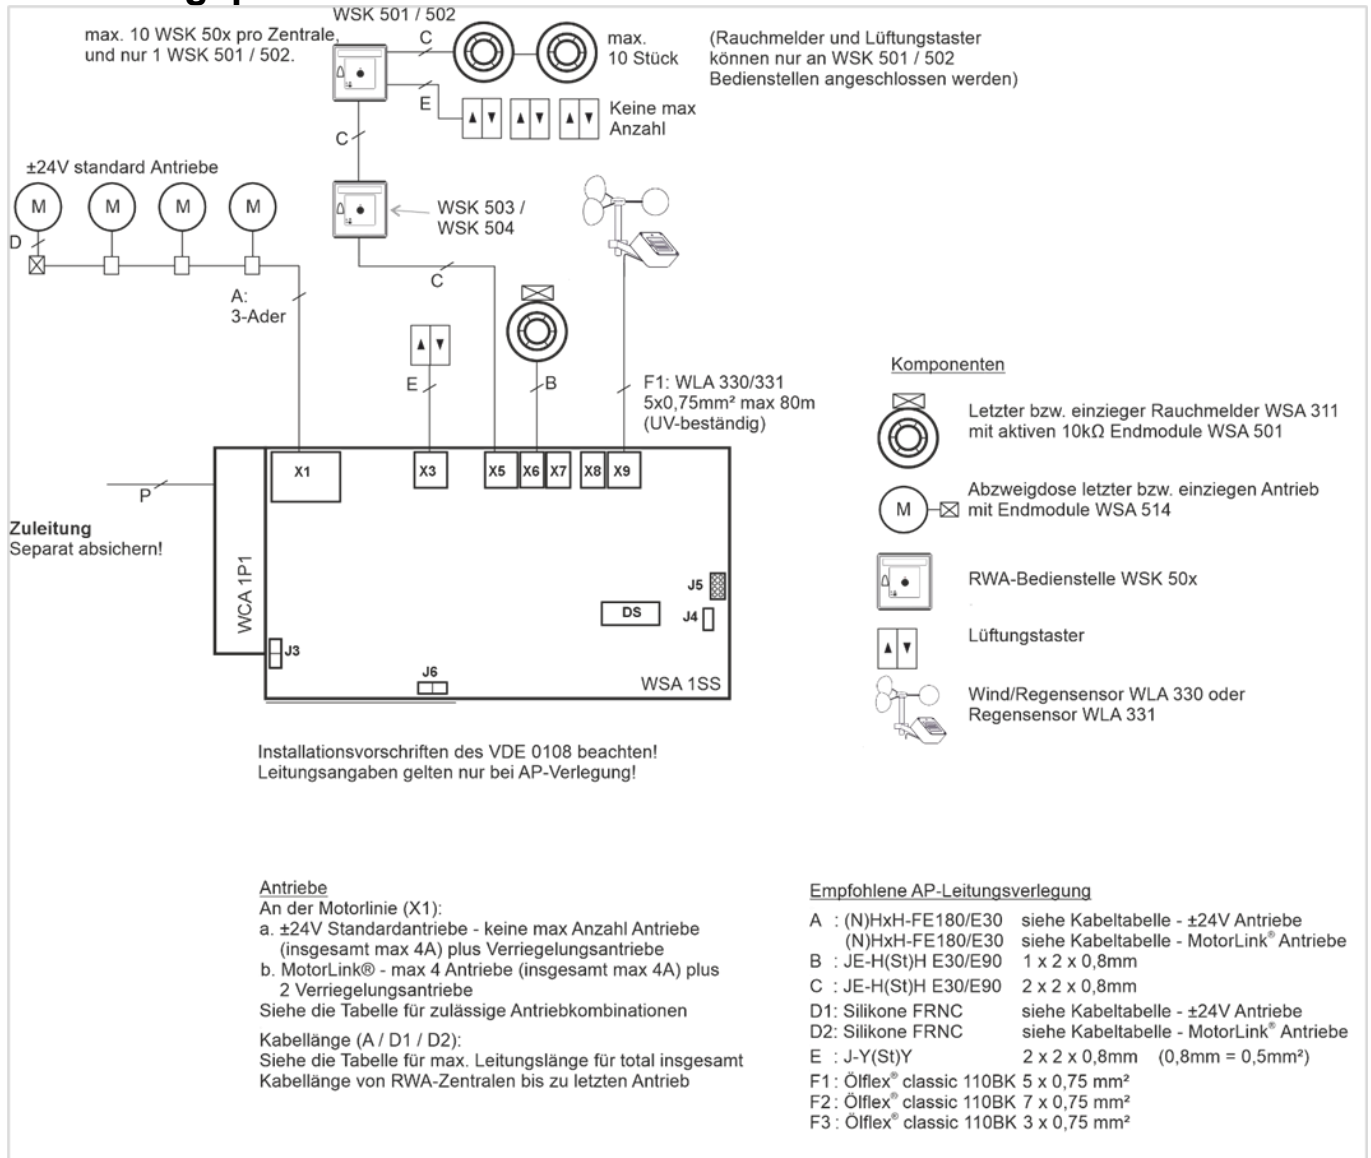 WSK 501 / 502
max. 10 WSK 50x pro Zentrale,
und nur 1 WSK 501 / 502.
C
max.
10 Stück
(Rauchmelder und Lüftungstaster
können nur an WSK 501 / 502
Bedienstellen angeschlossen werden)
E
Keine max
Anzahl
C
±24V standard Antriebe
M
M
M
M
D
WSK 503 /
WSK 504
C
A:
3-Ader
E
B
F1: WLA 330/331
5x0,75mm² max 80m
(UV-beständig)
Komponenten
Letzter bzw. einzieger Rauchmelder WSA 311
mit aktiven 10kΩ Endmodule WSA 501
M
Abzweigdose letzter bzw. einziegen Antrieb
mit Endmodule WSA 514
RWA-Bedienstelle WSK 50x
Lüftungstaster
Wind/Regensensor WLA 330 oder
Regensensor WLA 331
X1
X3
X5
X6
X7
X8
X9
P
Zuleitung
Separat absichern!
WCA 1P1
J5
DS
J4
J3
J6
WSA 1SS
Installationsvorschriften des VDE 0108 beachten!
Leitungsangaben gelten nur bei AP-Verlegung!
Antriebe
An der Motorlinie (X1):
a. ±24V Standardantriebe - keine max Anzahl Antriebe
(insgesamt max 4A) plus Verriegelungsantriebe
b. MotorLink® - max 4 Antriebe (insgesamt max 4A) plus
2 Verriegelungsantriebe
Siehe die Tabelle für zulässige Antriebkombinationen
Kabellänge (A / D1 / D2):
Siehe die Tabelle für max. Leitungslänge für total insgesamt
Kabellänge von RWA-Zentralen bis zu letzten Antrieb
Empfohlene AP-Leitungsverlegung
A : (N)HxH-FE180/E30 siehe Kabeltabelle - ±24V Antriebe
(N)HxH-FE180/E30 siehe Kabeltabelle - MotorLink® Antriebe
B : JE-H(St)H E30/E90 1 x 2 x 0,8mm
C : JE-H(St)H E30/E90 2 x 2 x 0,8mm
D1: Silikone FRNC siehe Kabeltabelle - ±24V Antriebe
D2: Silikone FRNC siehe Kabeltabelle - MotorLink® Antriebe
E : J-Y(St)Y 2 x 2 x 0,8mm (0,8mm = 0,5mm²)
F1: Ölflex® classic 110BK 5 x 0,75 mm²
F2: Ölflex® classic 110BK 7 x 0,75 mm²
F3: Ölflex® classic 110BK 3 x 0,75 mm²